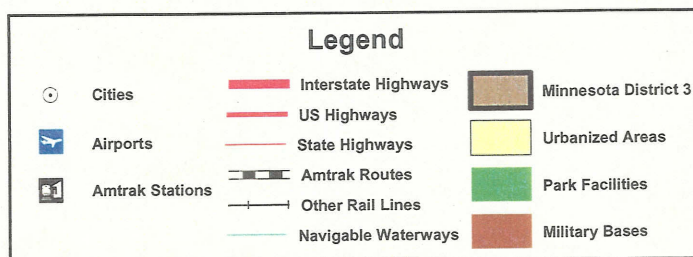 Legend
Cities
Airports
Amtrak Stations
Interstate Highways
US Highways
State Highways
Amtrak Routes
Other Rail Lines
Navigable Waterways
Minnesota District 3
Urbanized Areas
Park Facilities
Military Bases